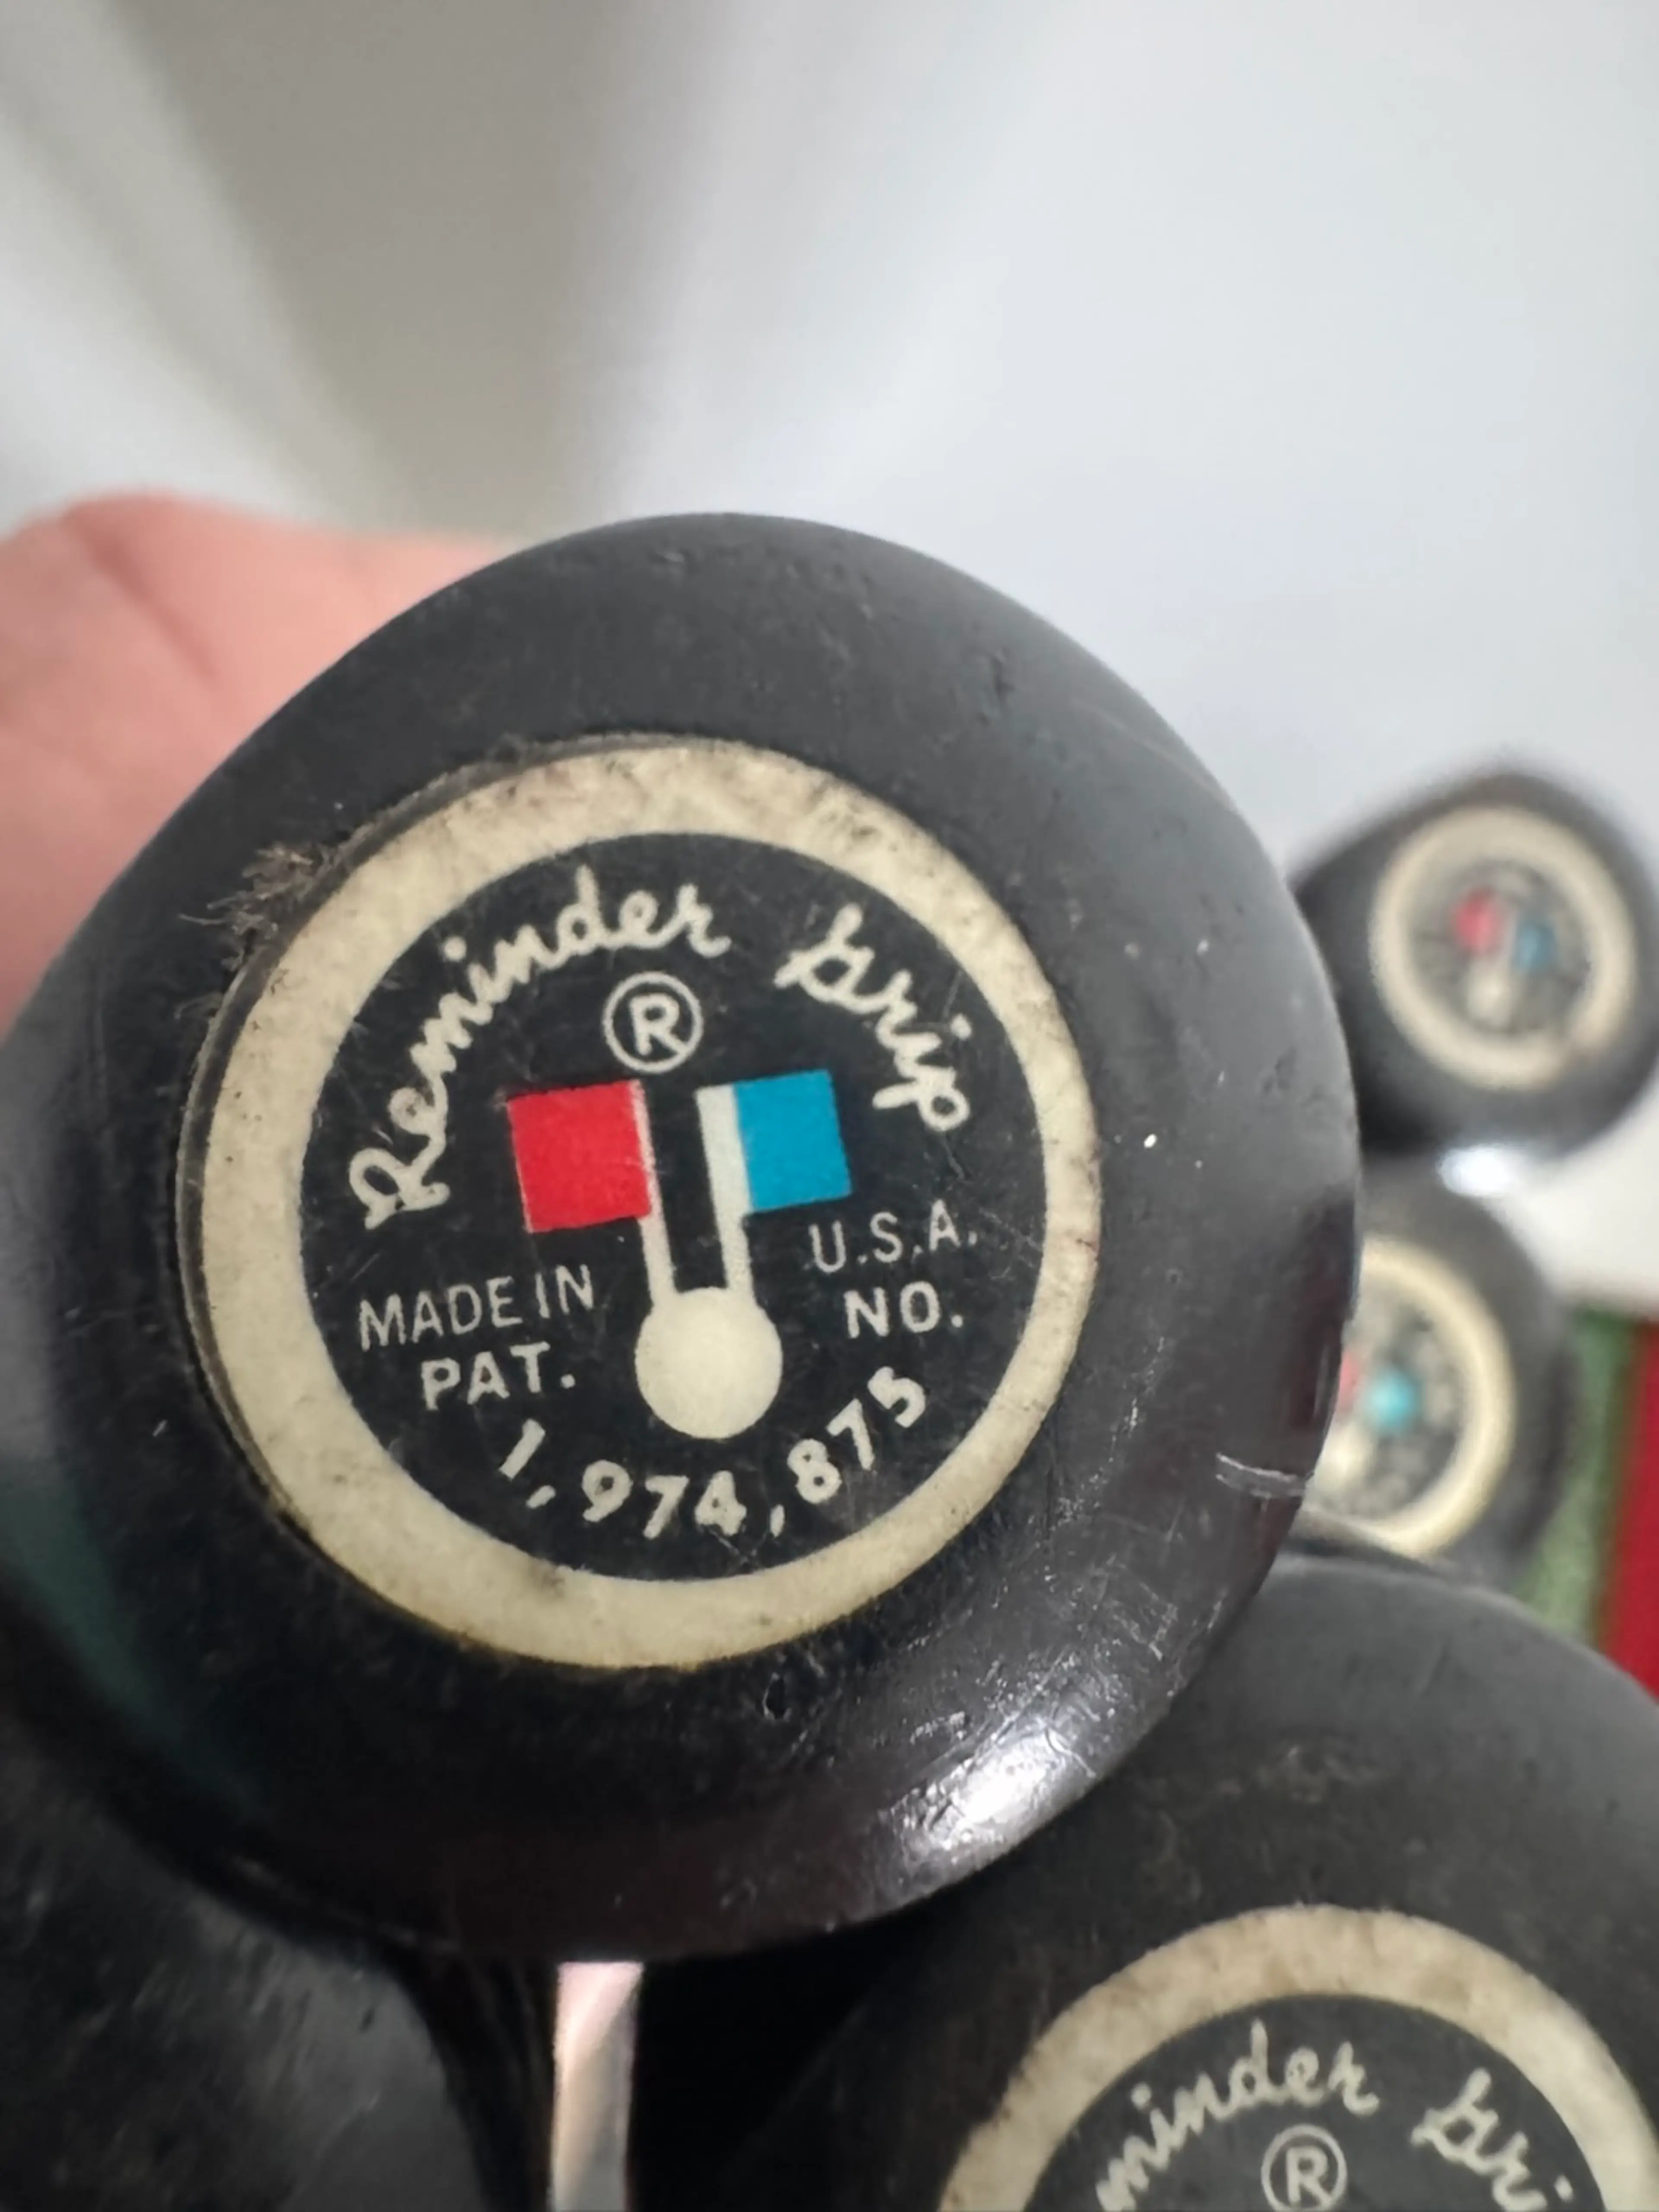 Reminder Grip
®
MADE IN U.S.A.
PAT. NO.
1,974,875
minder Gri
®